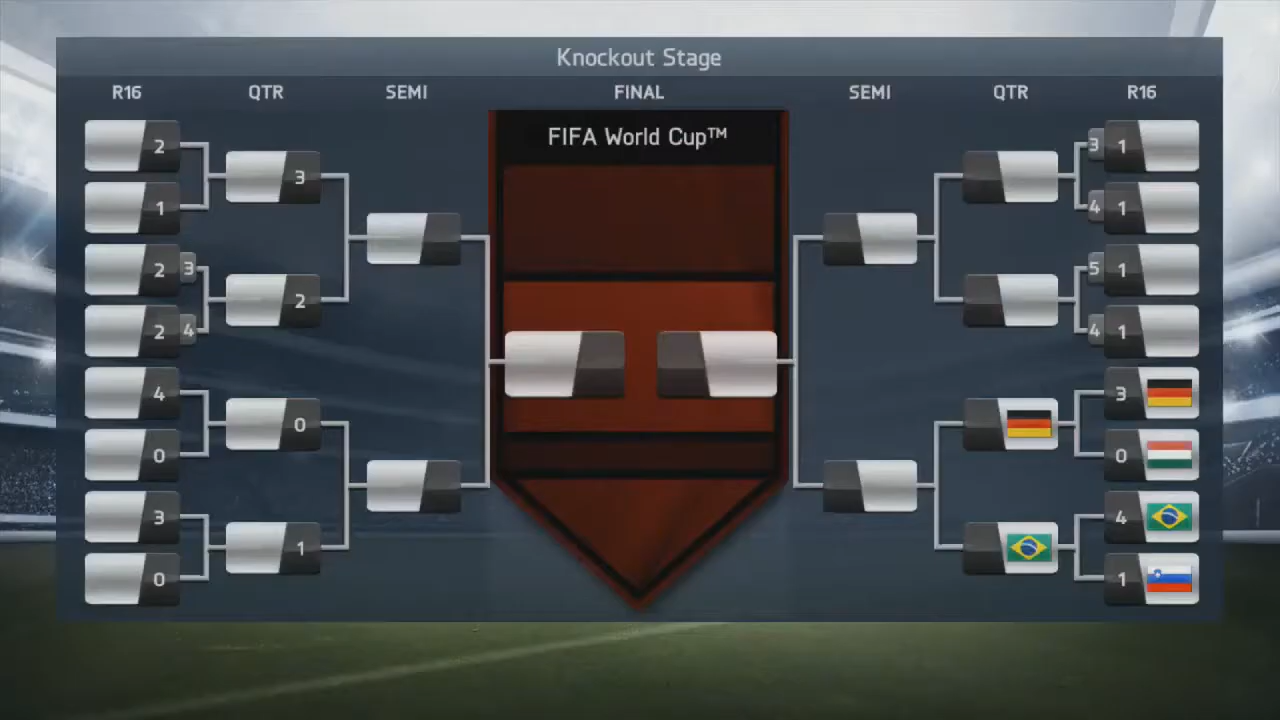 Knockout Stage
R16 QTR SEMI FINAL SEMI QTR R16
FIFA World Cup™
2 3 1
3 1
1 4 1
2 3 5 1
2
2 4 4 1
4 3
0
0 0
3 4
1
0 1